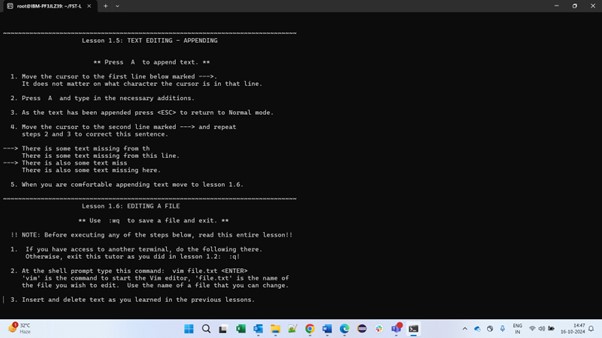 root@IBM-PF3JLZ39: ~/FST-L
Lesson 1.5: TEXT EDITING - APPENDING
** Press  A  to append text. **
1. Move the cursor to the first line below marked --->.
It does not matter on what character the cursor is in that line.
2. Press  A  and type in the necessary additions.
3. As the text has been appended press <ESC> to return to Normal mode.
4. Move the cursor to the second line marked ---> and repeat
steps 2 and 3 to correct this sentence.
---> There is some text missing from th
There is some text missing from this line.
---> There is also some text miss
There is also some text missing here.
5. When you are comfortable appending text move to lesson 1.6.
Lesson 1.6: EDITING A FILE
** Use  :wq  to save a file and exit. **
!! NOTE: Before executing any of the steps below, read this entire lesson!!
1.  If you have access to another terminal, do the following there.
Otherwise, exit this tutor as you did in lesson 1.2:  :q!
2. At the shell prompt type this command:  vim file.txt <ENTER>
'vim' is the command to start the Vim editor, 'file.txt' is the name of
the file you wish to edit.  Use the name of a file that you can change.
3. Insert and delete text as you learned in the previous lessons.
32°C
Haze
ENG
IN
14:47
16-10-2024